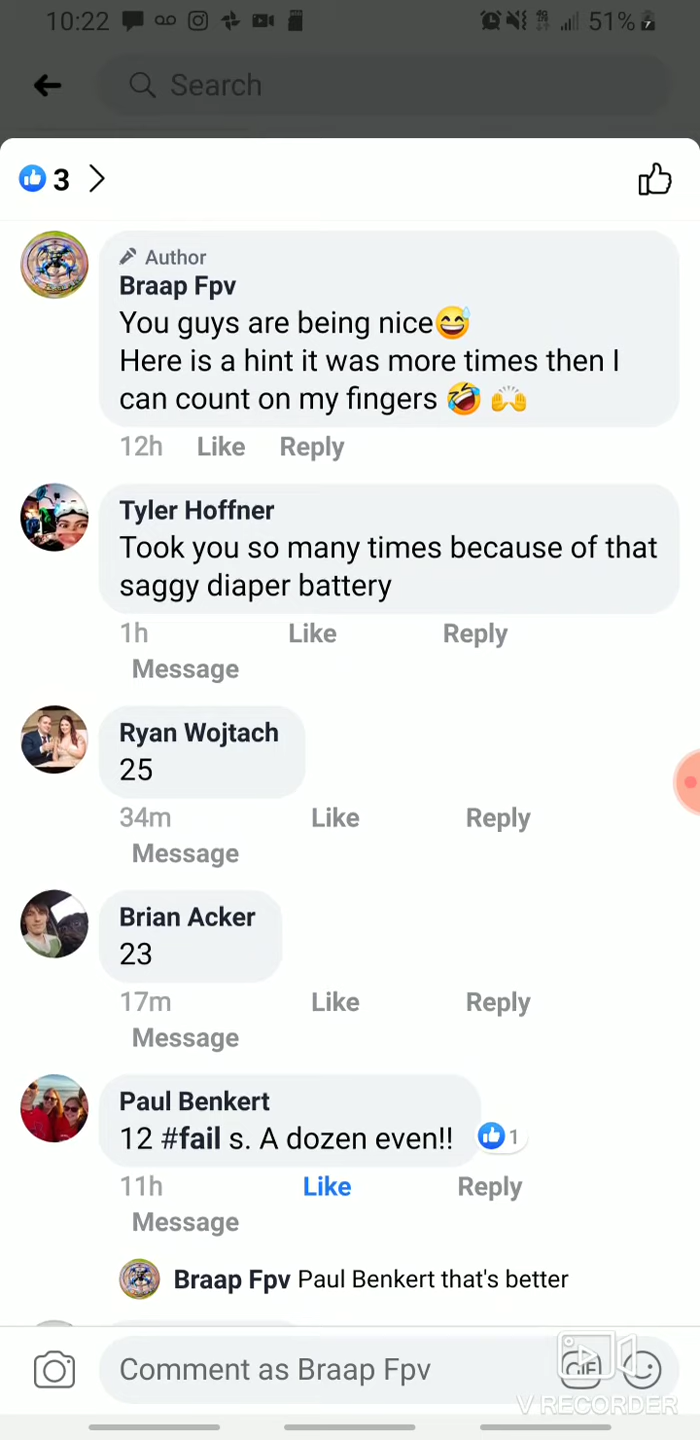 10:22 51%
Search
3
Author
Braap Fpv
You guys are being nice😅
Here is a hint it was more times then I
can count on my fingers 🤣 🙌
12h Like Reply
Tyler Hoffner
Took you so many times because of that
saggy diaper battery
1h Like Reply
Message
Ryan Wojtach
25
34m Like Reply
Message
Brian Acker
23
17m Like Reply
Message
Paul Benkert
12 #fail s. A dozen even!! 1
11h Like Reply
Message
Braap Fpv Paul Benkert that's better
Comment as Braap Fpv GIF
V RECORDER